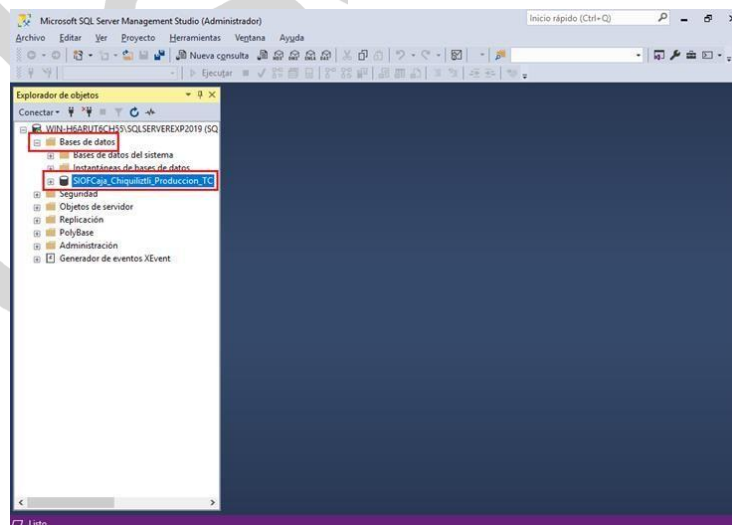 Microsoft SQL Server Management Studio (Administrador)
Inicio rápido (Ctrl+Q)
Archivo Editar Ver Proyecto Herramientas Ventana Ayuda
Nueva consulta
Ejecutar
Explorador de objetos
Conectar
WIN-H6ARUT6CH55\SQLSERVEREXP2019 (SQ
Bases de datos
Bases de datos del sistema
Instantáneas de bases de datos
SIOFCaja_Chiquiliztli_Produccion_TC
Seguridad
Objetos de servidor
Replicación
PolyBase
Administración
Generador de eventos XEvent
Listo